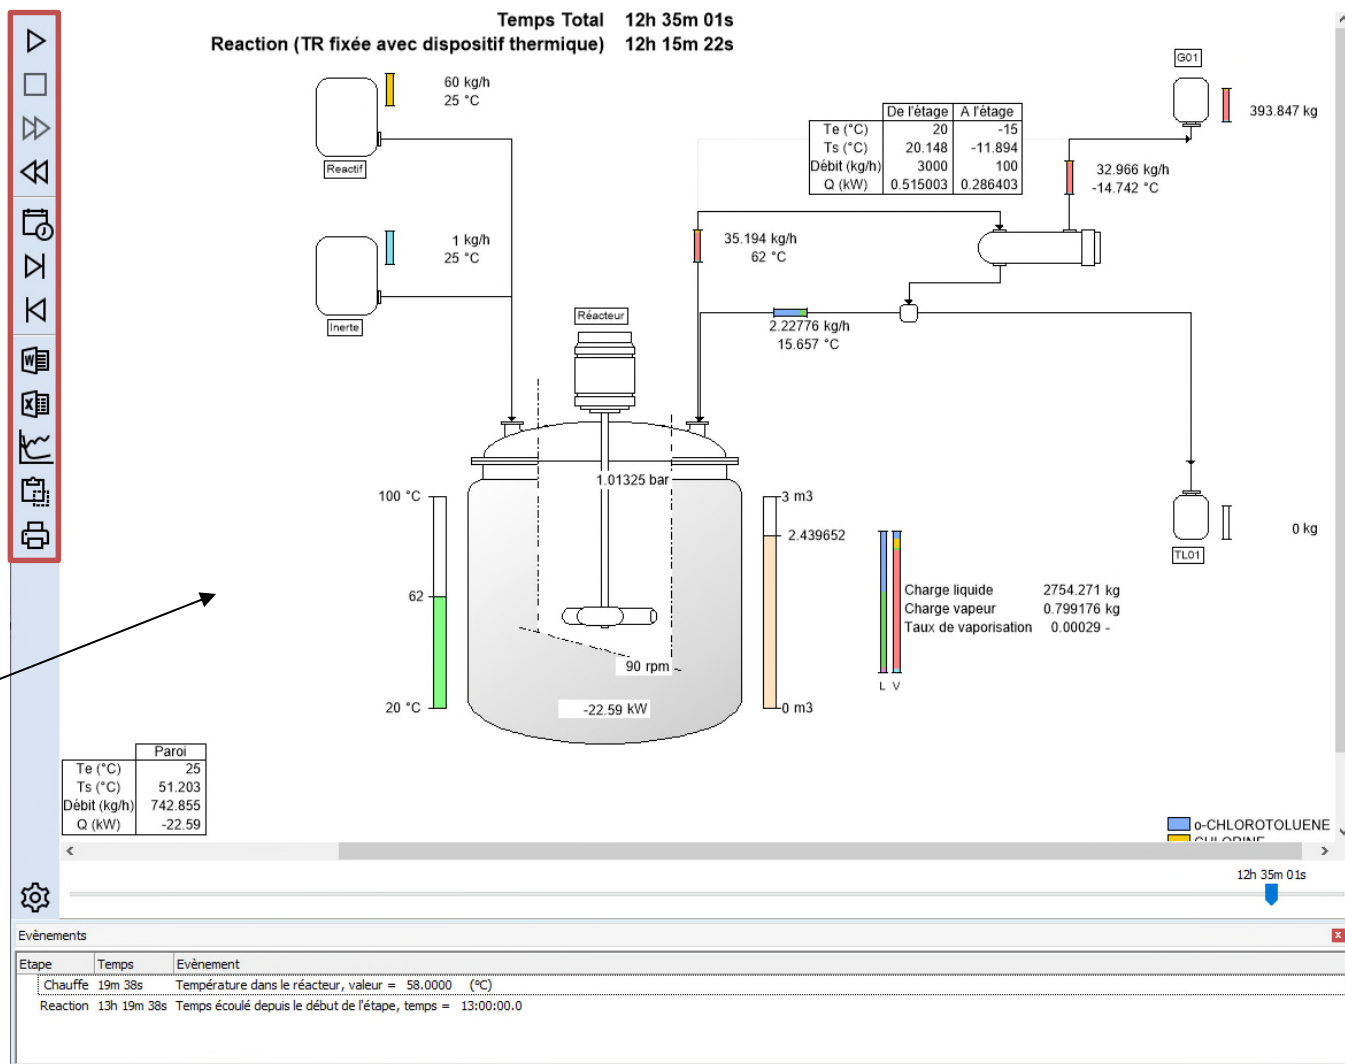 Temps Total 12h 35m 01s
Reaction (TR fixée avec dispositif thermique) 12h 15m 22s
60 kg/h
25 °C
Reactif
1 kg/h
25 °C
Inerte
G01
393.847 kg
De l'étage A l'étage
Te (°C) 20 -15
Ts (°C) 20.148 -11.894
Débit (kg/h) 3000 100
Q (kW) 0.515003 0.286403
32.966 kg/h
-14.742 °C
35.194 kg/h
62 °C
2.22776 kg/h
15.657 °C
Réacteur
1.01325 bar
100 °C
62
20 °C
3 m3
2.439652
0 m3
90 rpm
-22.59 kW
Charge liquide 2754.271 kg
Charge vapeur 0.799176 kg
Taux de vaporisation 0.00029 -
L V
0 kg
TL01
Paroi
Te (°C) 25
Ts (°C) 51.203
Débit (kg/h) 742.855
Q (kW) -22.59
o-CHLOROTOLUENE
CHLORINE
12h 35m 01s
Evènements
Etape Temps Evènement
Chauffe 19m 38s Température dans le réacteur, valeur = 58.0000 (°C)
Reaction 13h 19m 38s Temps écoulé depuis le début de l'étape, temps = 13:00:00.0